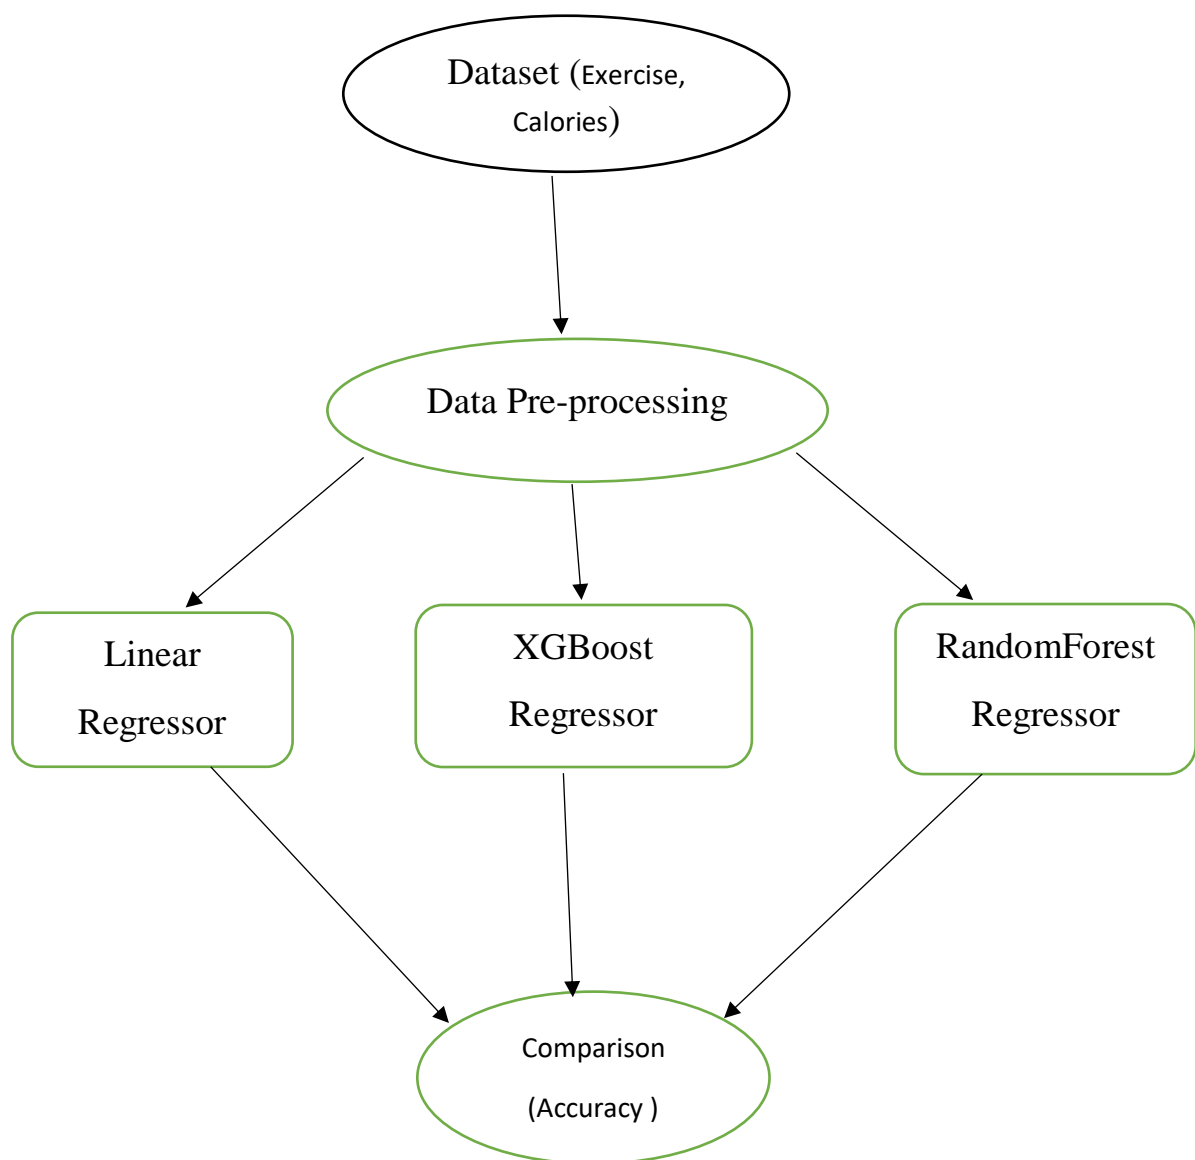 Dataset (Exercise,
Calories)
Data Pre-processing
Linear
Regressor
XGBoost
Regressor
RandomForest
Regressor
Comparison
(Accuracy )